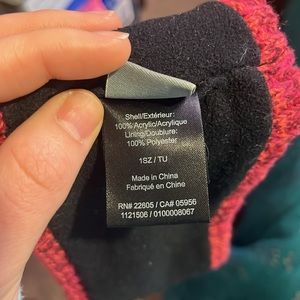 Shell/Extérieur:
100% Acrylic/Acrylique
Lining/Doublure:
100% Polyester
1SZ / TU
Made in China
Fabriqué en Chine
RN# 22805 / CA# 05956
1121506 / 0100008067